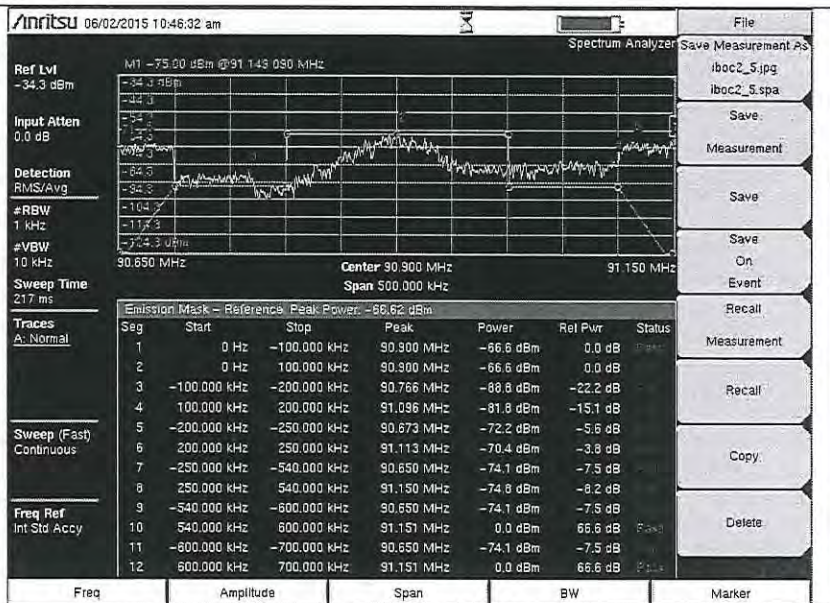 Anritsu 06/02/2015 10:46:32 am
Spectrum Analyzer
Ref Lvl
-34.3 dBm
Input Atten
0.0 dB
Detection
RMS/Avg
#RBW
1 kHz
#VBW
10 kHz
Sweep Time
217 ms
Traces
A: Normal
Sweep (Fast)
Continuous
Freq Ref
Int Std Accy
M1 -75.00 dBm @91.149 090 MHz
-34.3 dBm
-44.3
-104.3
-114.3
-124.3 dBm
90.650 MHz
Center 90.900 MHz
91.150 MHz
Span 500.000 kHz
Emission Mask - Reference: Peak Power: -66.62 dBm
Seg Start Stop Peak Power Rel Pwr Status
1 0 Hz -100.000 kHz 90.900 MHz -66.6 dBm 0.0 dB
2 0 Hz 100.000 kHz 90.900 MHz -66.6 dBm 0.0 dB
3 -100.000 kHz -200.000 kHz 90.766 MHz -88.8 dBm -22.2 dB
4 100.000 kHz 200.000 kHz 91.096 MHz -81.8 dBm -15.1 dB
5 -200.000 kHz -250.000 kHz 90.673 MHz -72.2 dBm -5.6 dB
6 200.000 kHz 250.000 kHz 91.113 MHz -70.4 dBm -3.8 dB
7 -250.000 kHz -540.000 kHz 90.650 MHz -74.1 dBm -7.5 dB
8 250.000 kHz 540.000 kHz 91.150 MHz -74.8 dBm -8.2 dB
9 -540.000 kHz -600.000 kHz 90.650 MHz -74.1 dBm -7.5 dB
10 540.000 kHz 600.000 kHz 91.151 MHz 0.0 dBm 66.6 dB Pass
11 -600.000 kHz -700.000 kHz 90.650 MHz -74.1 dBm -7.5 dB
12 600.000 kHz 700.000 kHz 91.151 MHz 0.0 dBm 66.6 dB Pass
File
Save Measurement As
iboc2_5.jpg
iboc2_5.spa
Save
Measurement
Save
Save
On
Event
Recall
Measurement
Recall
Copy
Delete
Freq Amplitude Span BW Marker